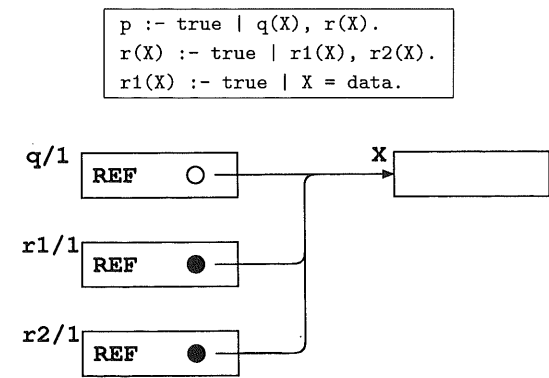 p :- true | q(X), r(X).
r(X) :- true | r1(X), r2(X).
r1(X) :- true | X = data.
q/1
REF
X
r1/1
REF
r2/1
REF